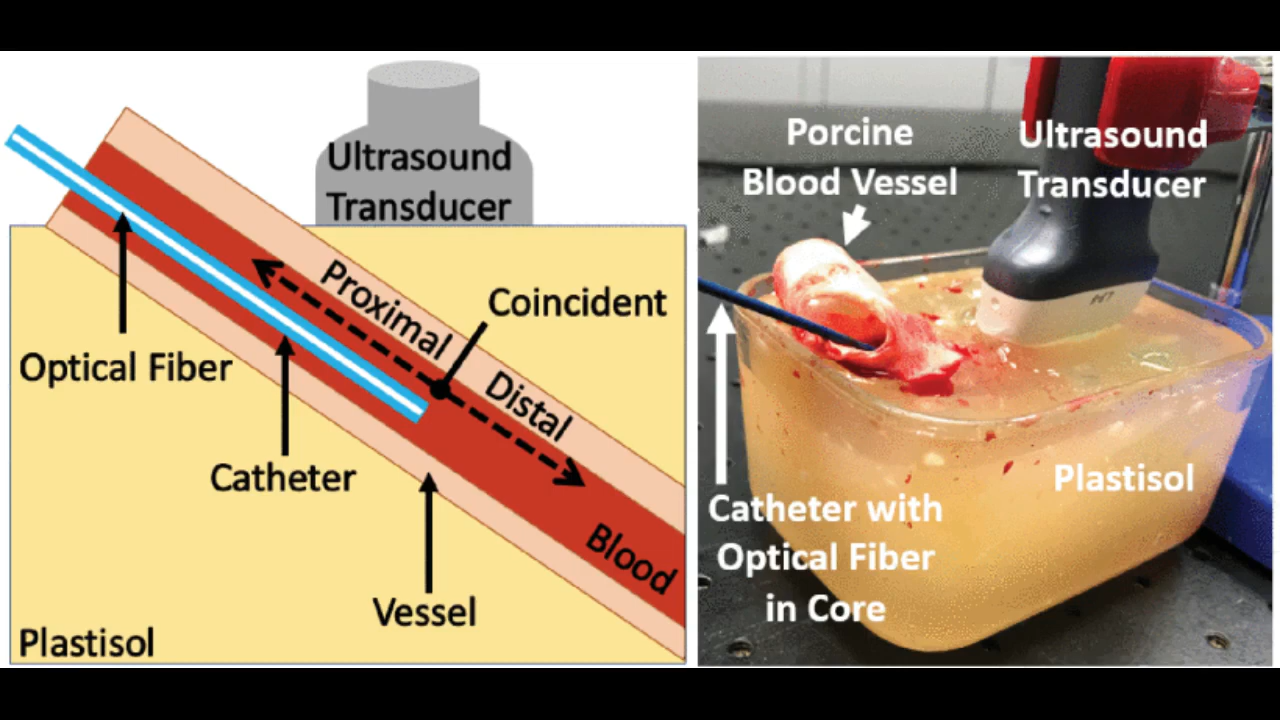 Ultrasound
Transducer
Proximal
Coincident
Distal
Optical Fiber
Catheter
Blood
Vessel
Plastisol
Porcine
Blood Vessel
Ultrasound
Transducer
Plastisol
Catheter with
Optical Fiber
in Core